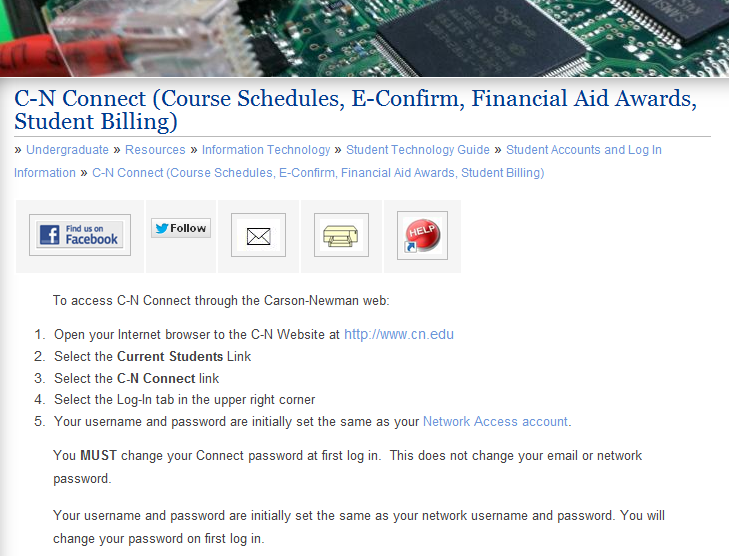 C-N Connect (Course Schedules, E-Confirm, Financial Aid Awards,
Student Billing)
» Undergraduate » Resources » Information Technology » Student Technology Guide » Student Accounts and Log In
Information » C-N Connect (Course Schedules, E-Confirm, Financial Aid Awards, Student Billing)
Find us on
Facebook
Follow
HELP
To access C-N Connect through the Carson-Newman web:
1. Open your Internet browser to the C-N Website at http://www.cn.edu
2. Select the Current Students Link
3. Select the C-N Connect link
4. Select the Log-In tab in the upper right corner
5. Your username and password are initially set the same as your Network Access account.
You MUST change your Connect password at first log in. This does not change your email or network
password.
Your username and password are initially set the same as your network username and password. You will
change your password on first log in.